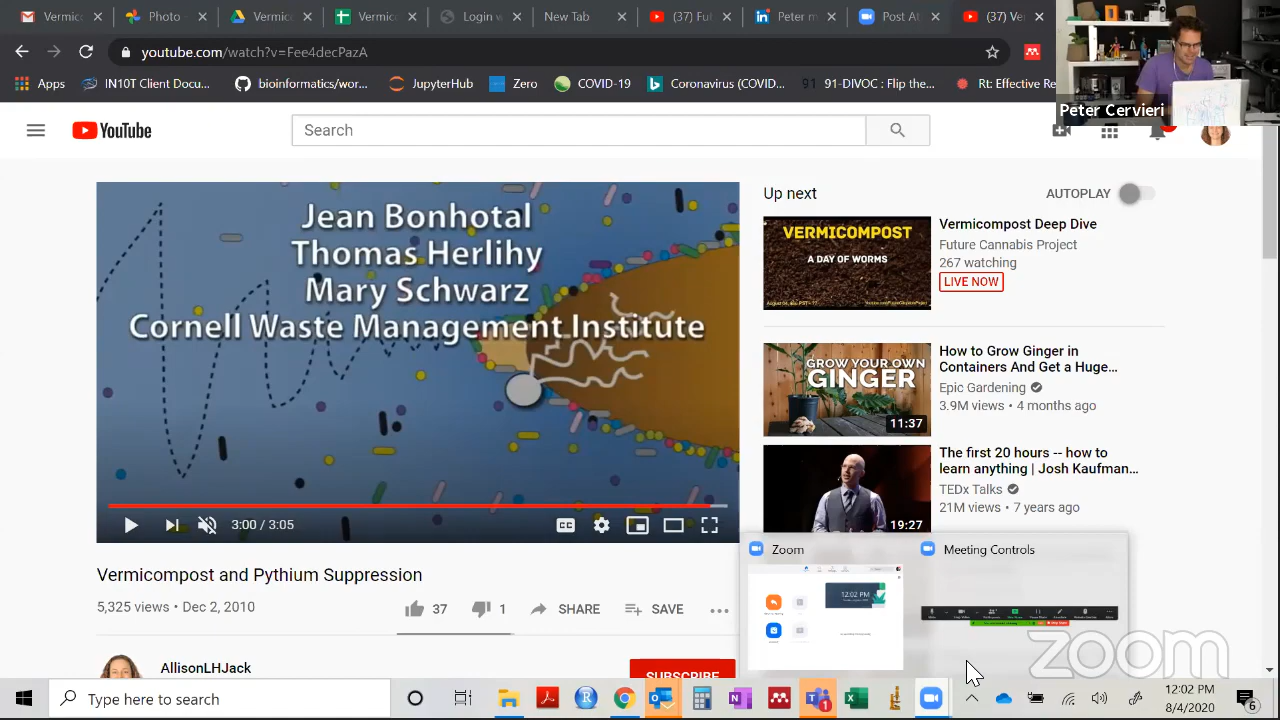 Vermic
Photo -
Google
Vermic
Login v
New Ta
(37) Ful
Peter m
Post At
(37) Ve
youtube.com/watch?v=Fee4decPazA
Apps
IN10T Client Docu...
bioinformatics/wor...
JupyterHub
Zoo
COVID-19
Coronavirus (COVID...
91-DIVOC : Flip the...
Rt: Effective Re
Peter Cervieri
YouTube
Search
Jean Bonhotal
Thomas Herlihy
Mary Schwarz
Cornell Waste Management Institute
3:00 / 3:05
CC
Vermicompost and Pythium Suppression
5,325 views • Dec 2, 2010
37
1
SHARE
SAVE
AllisonLHJack
SUBSCRIBE
Up next
AUTOPLAY
VERMICOMPOST
A DAY OF WORMS
Vermicompost Deep Dive
Future Cannabis Project
267 watching
LIVE NOW
GROW YOUR OWN
GINGER
11:37
How to Grow Ginger in
Containers And Get a Huge...
Epic Gardening
3.9M views • 4 months ago
19:27
The first 20 hours -- how to
learn anything | Josh Kaufman...
TEDx Talks
21M views • 7 years ago
Zoom
Meeting Controls
12:02 PM
zoom
Type here to search
12:02 PM
8/4/2020
6